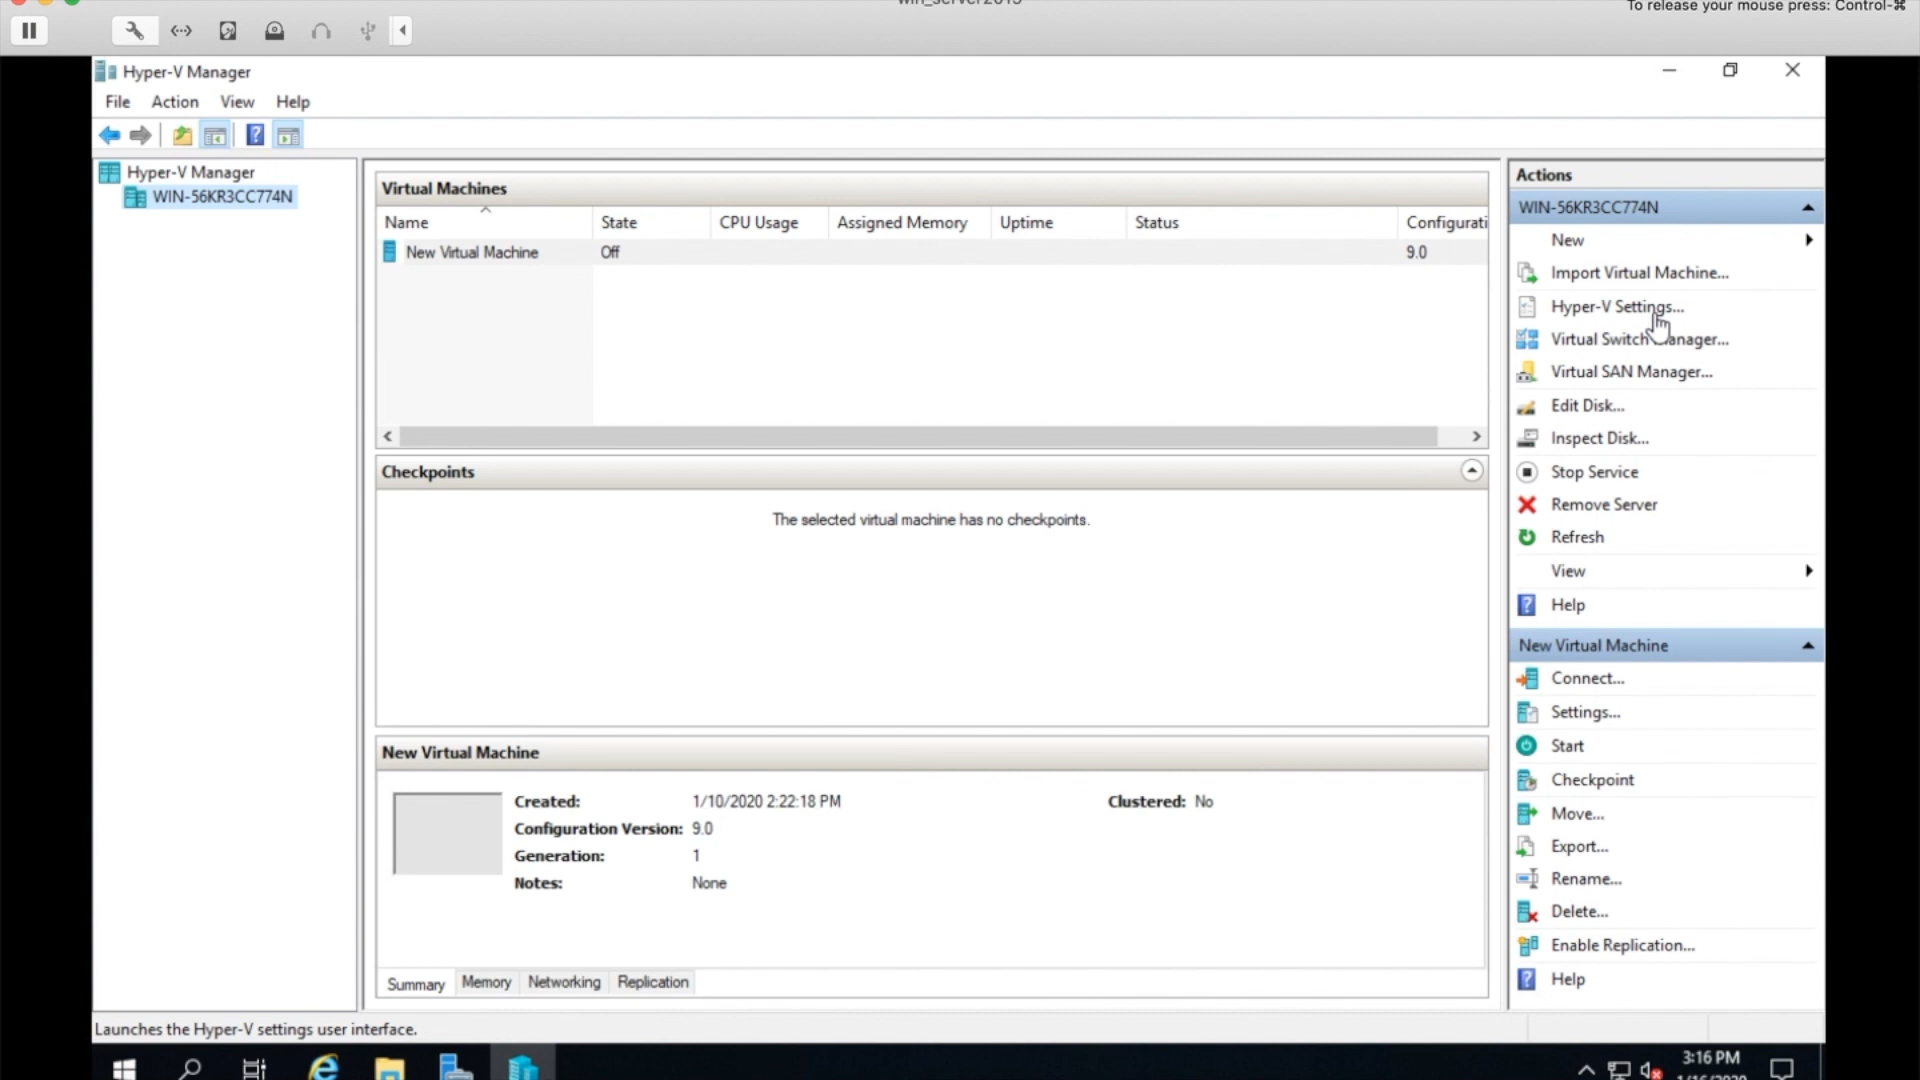 To release your mouse press: Control-⌘
Hyper-V Manager
File Action View Help
Hyper-V Manager
WIN-56KR3CC774N
Virtual Machines
Name State CPU Usage Assigned Memory Uptime Status Configurati
New Virtual Machine Off 9.0
Checkpoints
The selected virtual machine has no checkpoints.
New Virtual Machine
Created: 1/10/2020 2:22:18 PM Clustered: No
Configuration Version: 9.0
Generation: 1
Notes: None
Summary Memory Networking Replication
Actions
WIN-56KR3CC774N
New
Import Virtual Machine...
Hyper-V Settings...
Virtual Switch Manager...
Virtual SAN Manager...
Edit Disk...
Inspect Disk...
Stop Service
Remove Server
Refresh
View
Help
New Virtual Machine
Connect...
Settings...
Start
Checkpoint
Move...
Export...
Rename...
Delete...
Enable Replication...
Help
Launches the Hyper-V settings user interface.
3:16 PM